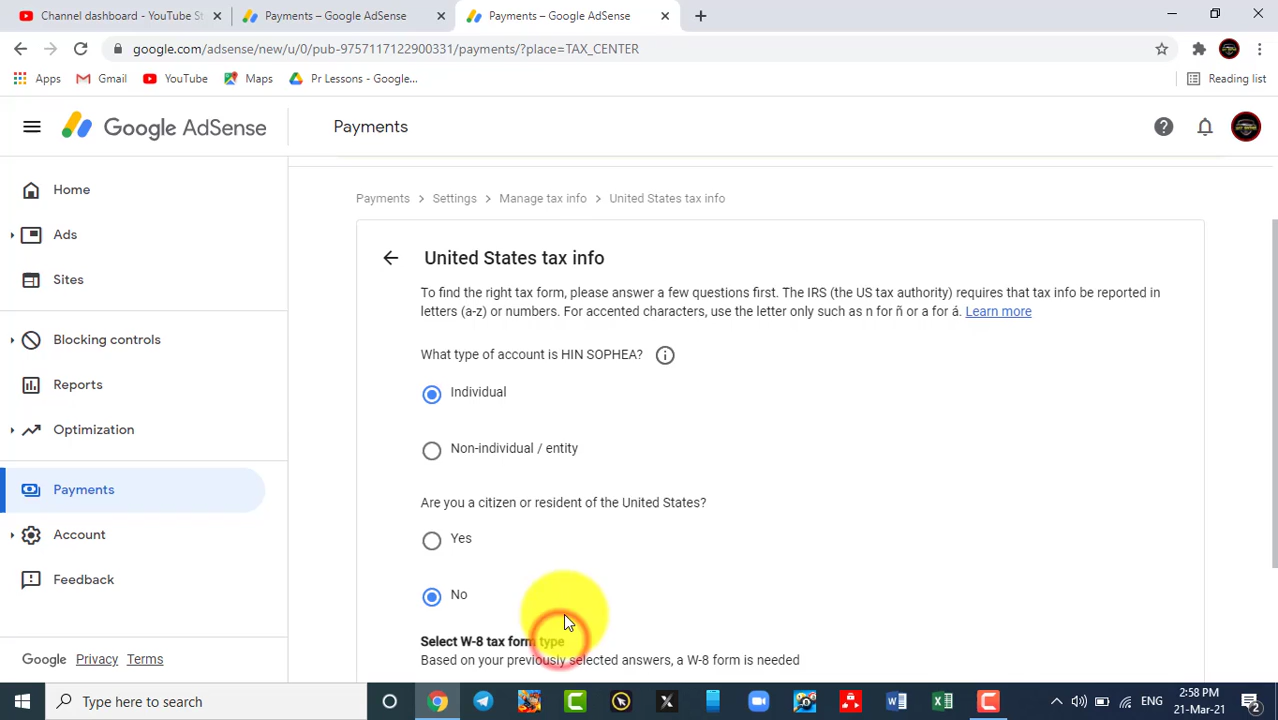 Channel dashboard - YouTube St
Payments – Google AdSense
Payments – Google AdSense
google.com/adsense/new/u/0/pub-9757117122900331/payments/?place=TAX_CENTER
Apps
Gmail
YouTube
Maps
Pr Lessons - Google...
Reading list
Google AdSense
Payments
Home
Ads
Sites
Blocking controls
Reports
Optimization
Payments
Account
Feedback
Google Privacy Terms
Payments > Settings > Manage tax info > United States tax info
United States tax info
To find the right tax form, please answer a few questions first. The IRS (the US tax authority) requires that tax info be reported in
letters (a-z) or numbers. For accented characters, use the letter only such as n for ñ or a for á. Learn more
What type of account is HIN SOPHEA?
Individual
Non-individual / entity
Are you a citizen or resident of the United States?
Yes
No
Select W-8 tax form type
Based on your previously selected answers, a W-8 form is needed
Type here to search
ENG
2:58 PM
21-Mar-21
2